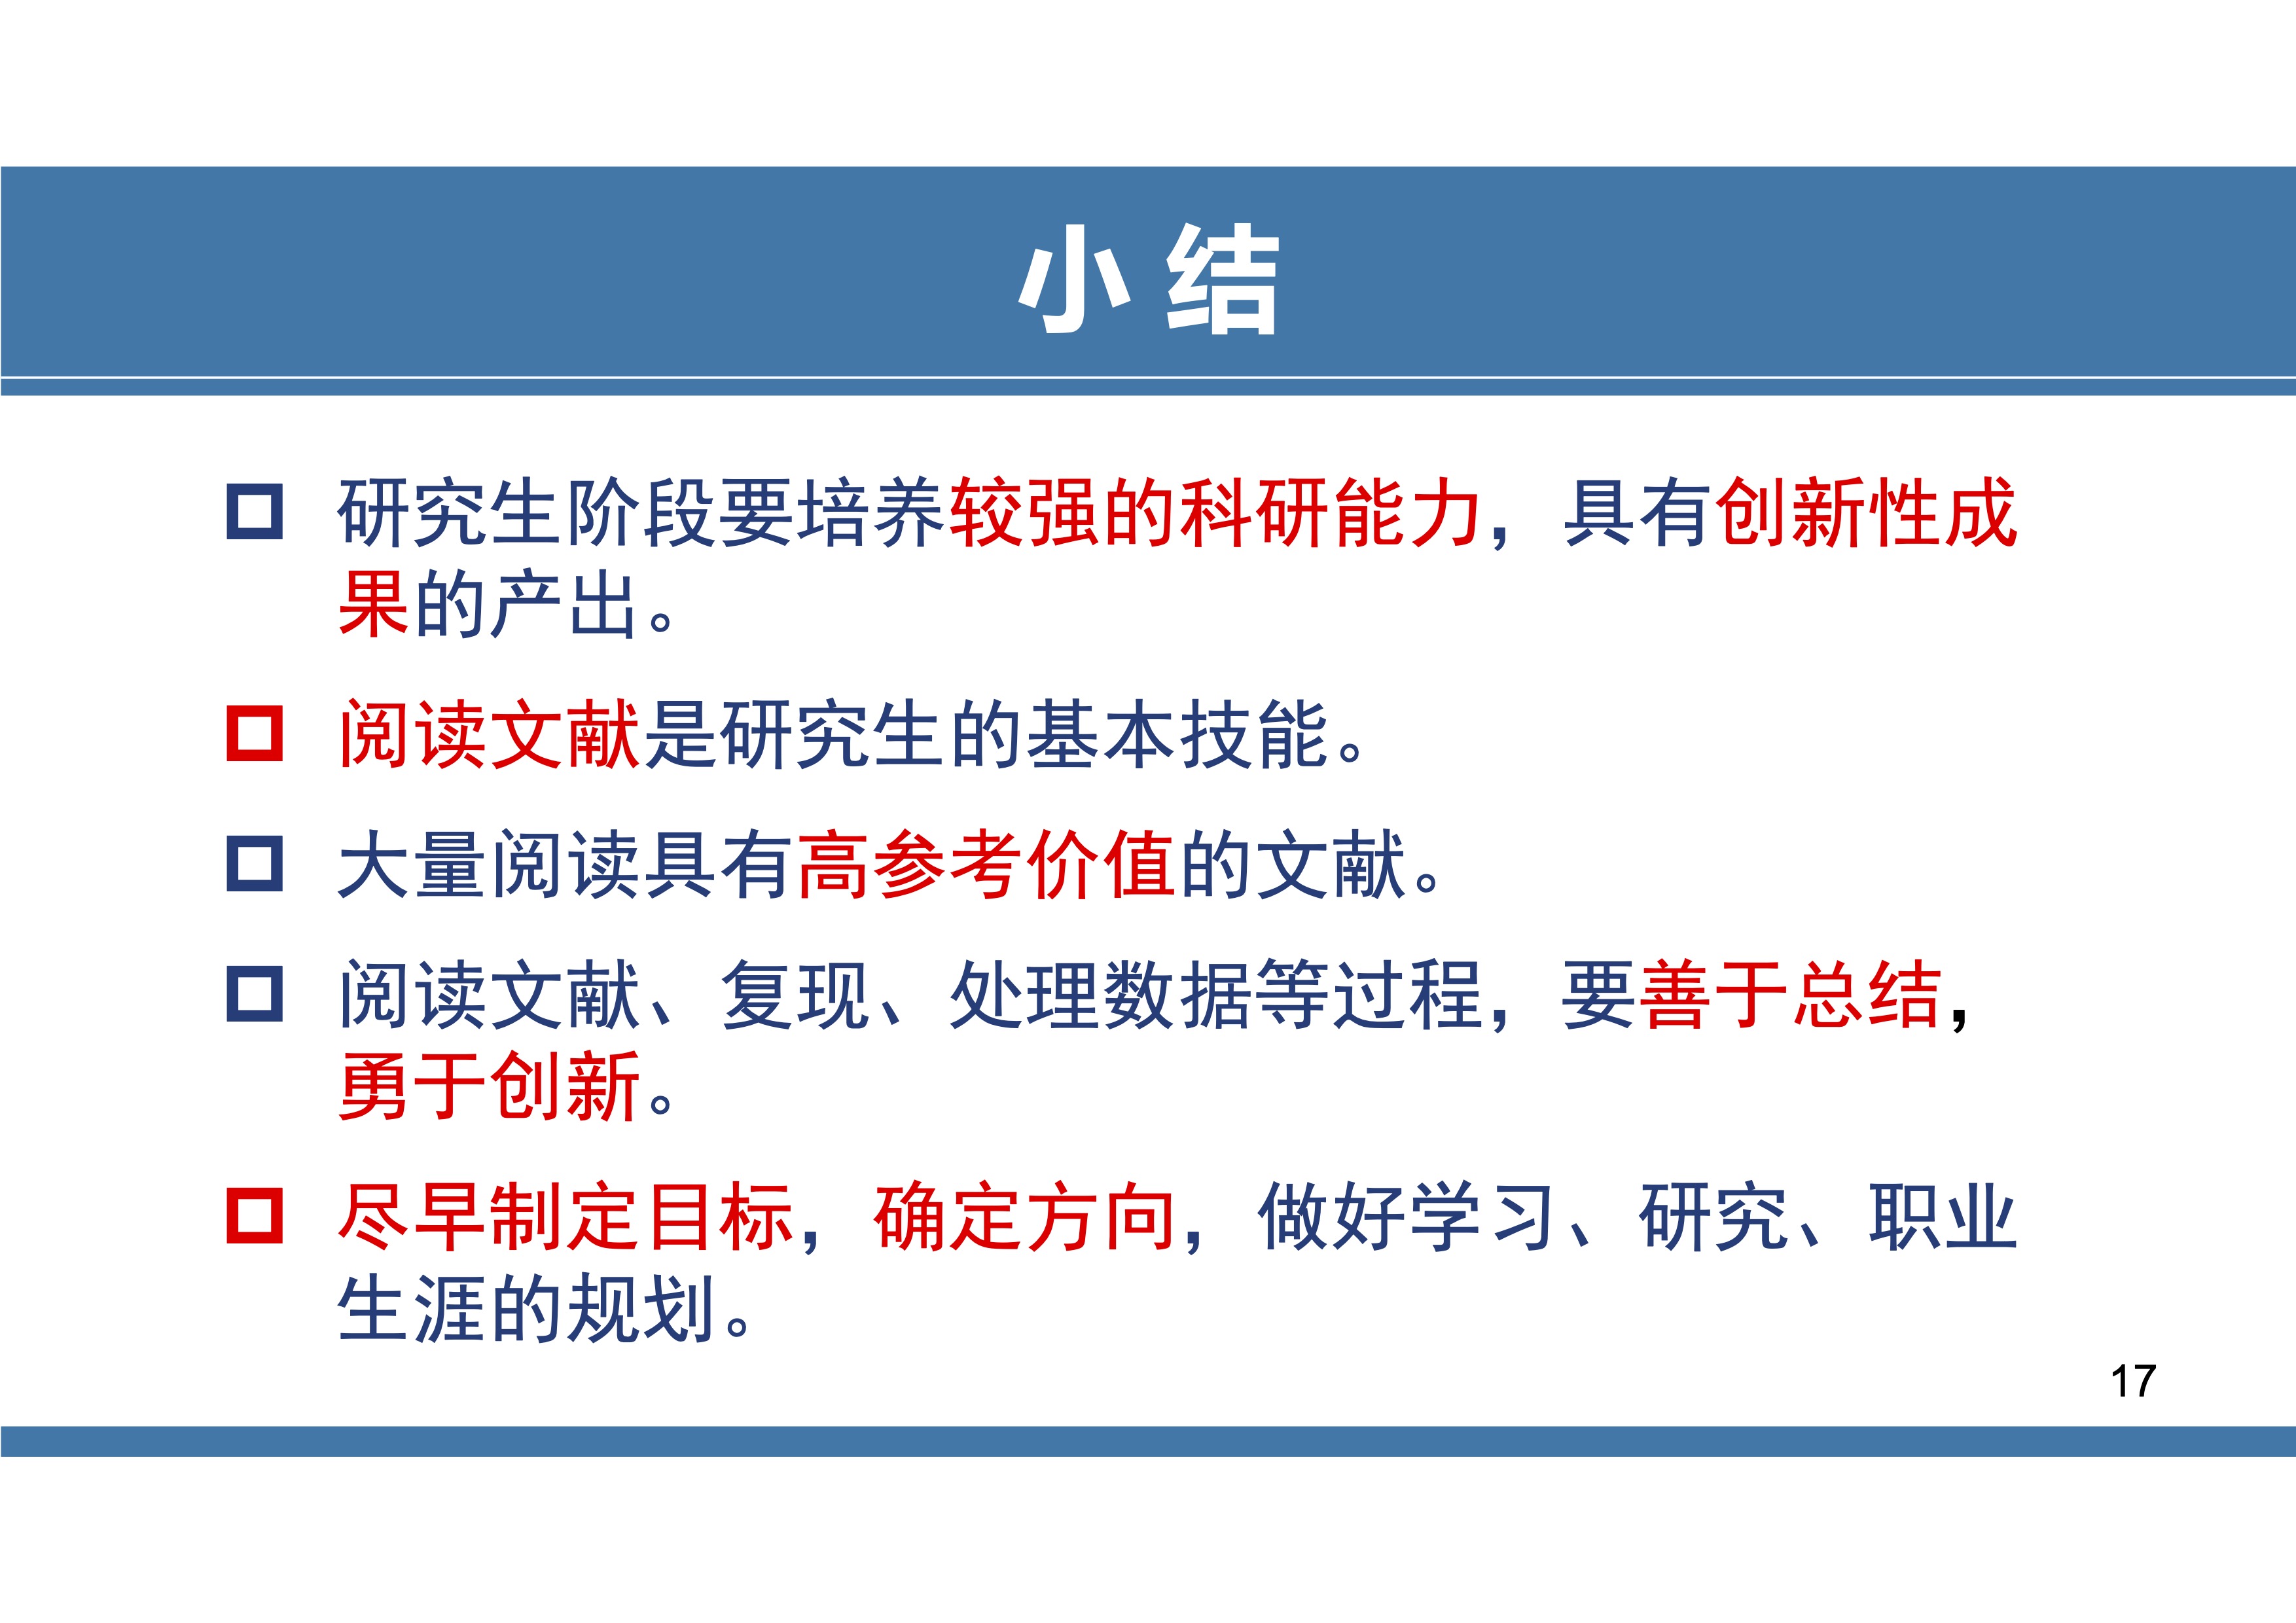 小 结
研究生阶段要培养较强的科研能力，具有创新性成
果的产出。
阅读文献是研究生的基本技能。
大量阅读具有高参考价值的文献。
阅读文献、复现、处理数据等过程，要善于总结，
勇于创新。
尽早制定目标，确定方向，做好学习、研究、职业
生涯的规划。
17